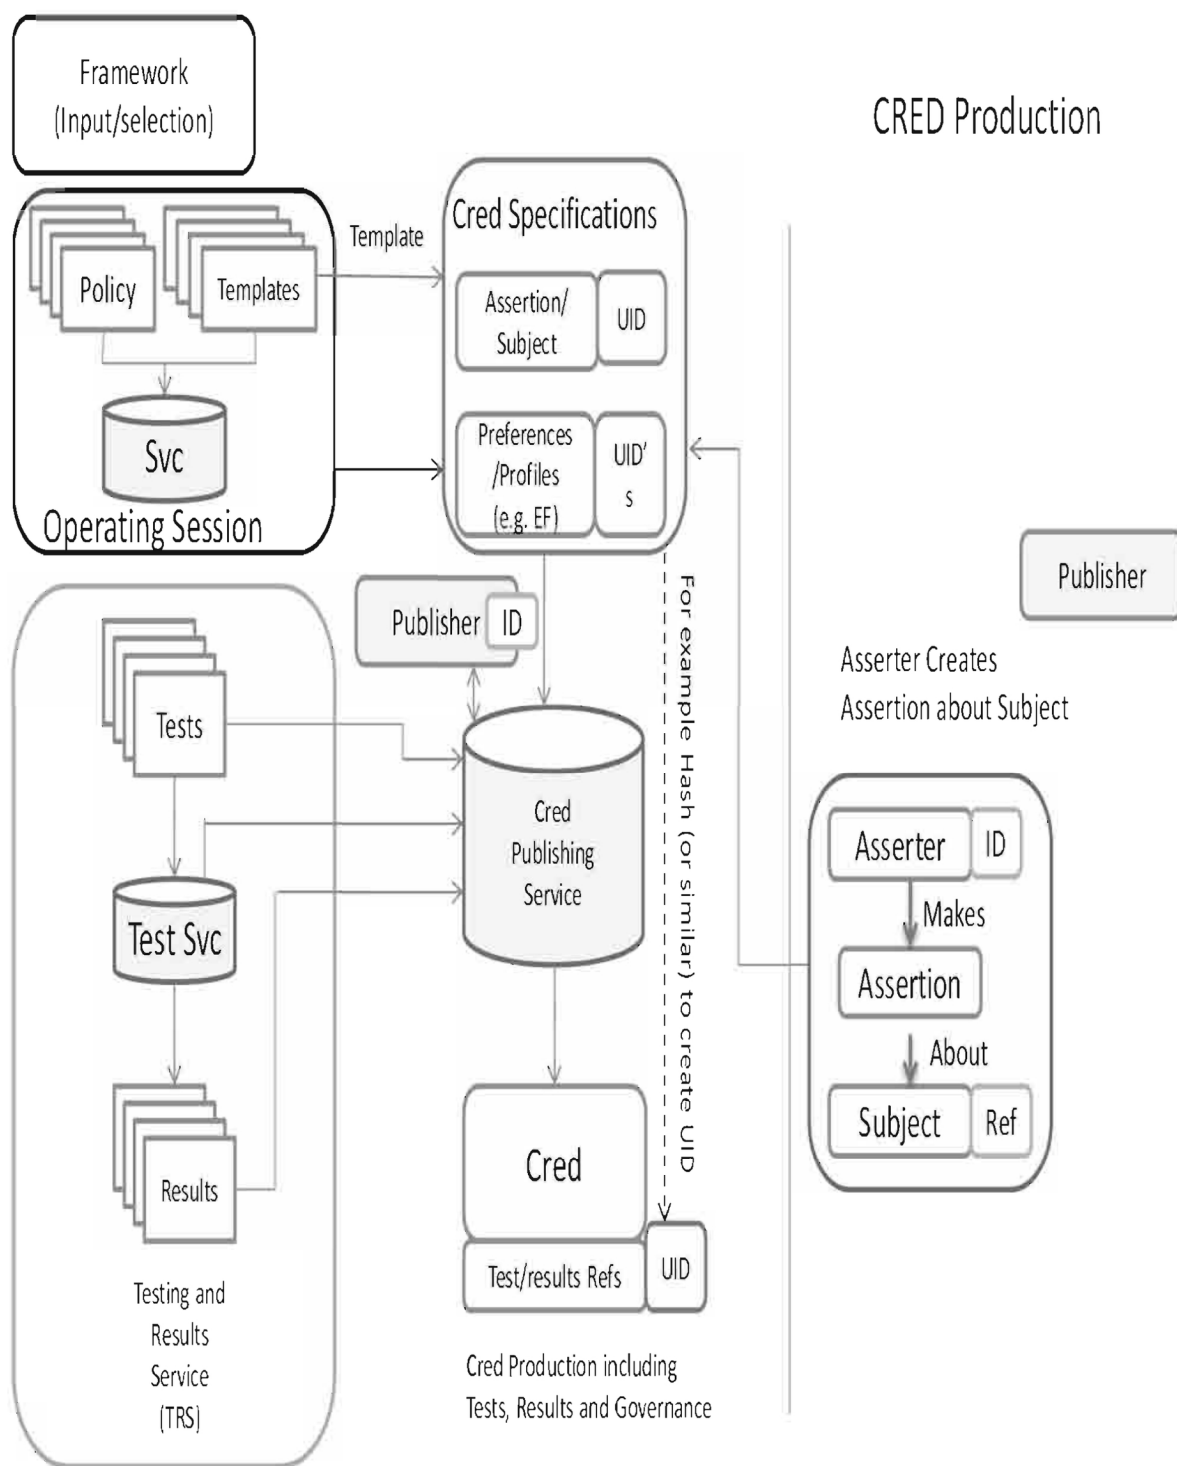 Framework
(Input/selection)
CRED Production
Cred Specifications
Template
Policy
Templates
Assertion/
Subject
UID
Svc
Operating Session
Preferences
/Profiles
(e.g. EF)
UID'
s
Publisher
ID
For example Hash (or similar) to create UID
Publisher
Asserter Creates
Assertion about Subject
Tests
Cred
Publishing
Service
Test Svc
Asserter
ID
Makes
Assertion
About
Subject
Ref
Results
Cred
Test/results Refs
UID
Testing and
Results
Service
(TRS)
Cred Production including
Tests, Results and Governance